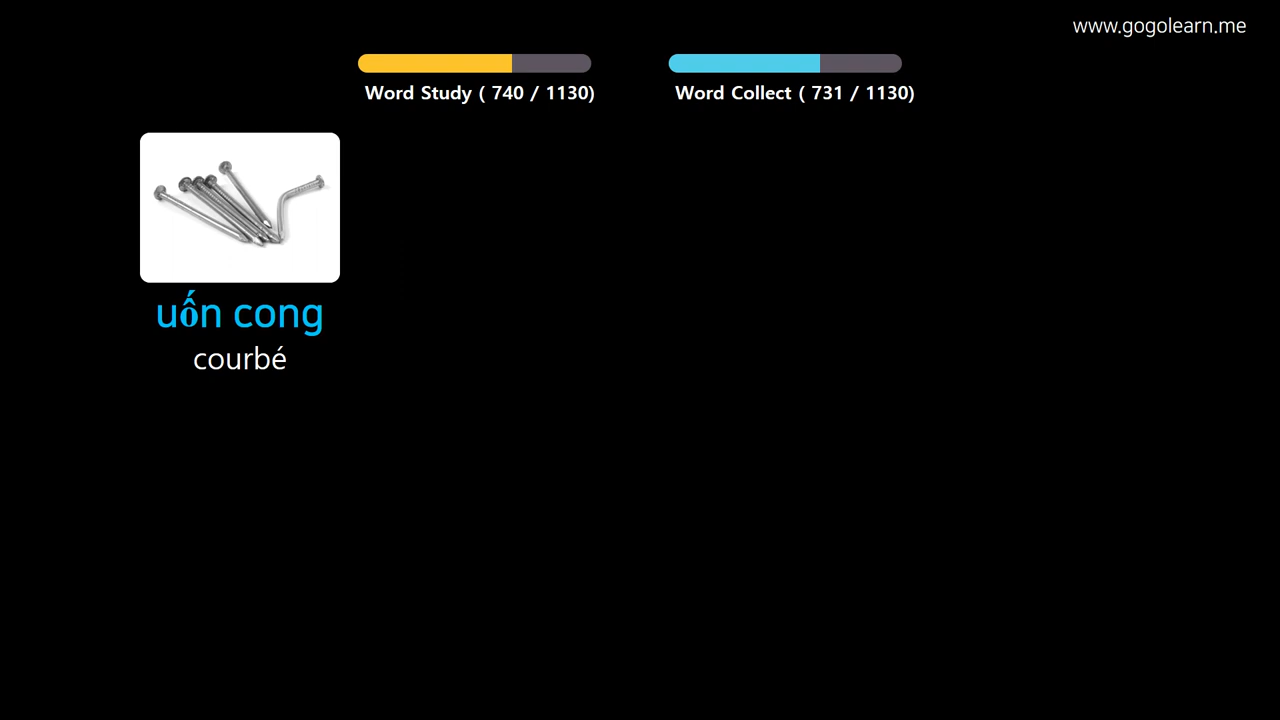 www.gogolearn.me
Word Study ( 740 / 1130)
Word Collect ( 731 / 1130)
uốn cong
courbé